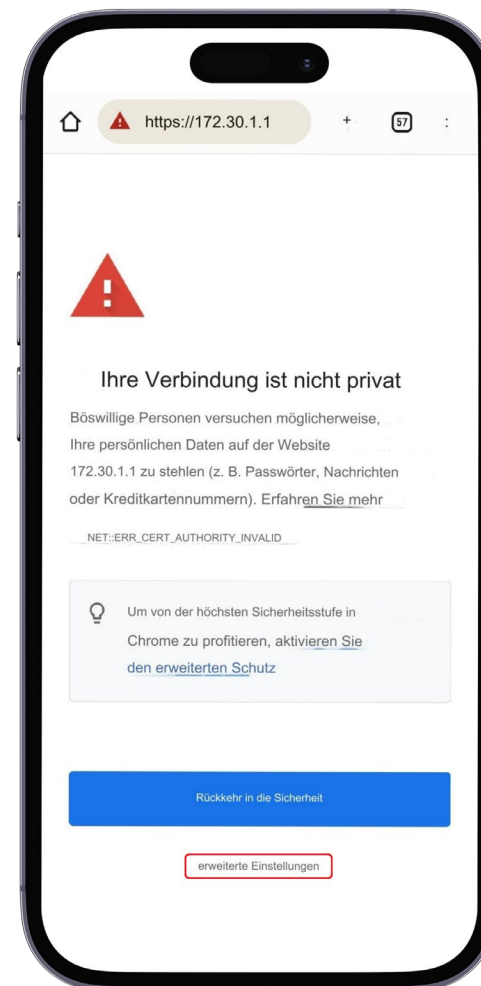 https://172.30.1.1 + 57 :
Ihre Verbindung ist nicht privat
Böswillige Personen versuchen möglicherweise,
Ihre persönlichen Daten auf der Website
172.30.1.1 zu stehlen (z. B. Passwörter, Nachrichten
oder Kreditkartennummern). Erfahren Sie mehr
NET::ERR_CERT_AUTHORITY_INVALID
Um von der höchsten Sicherheitsstufe in
Chrome zu profitieren, aktivieren Sie
den erweiterten Schutz
Rückkehr in die Sicherheit
erweiterte Einstellungen